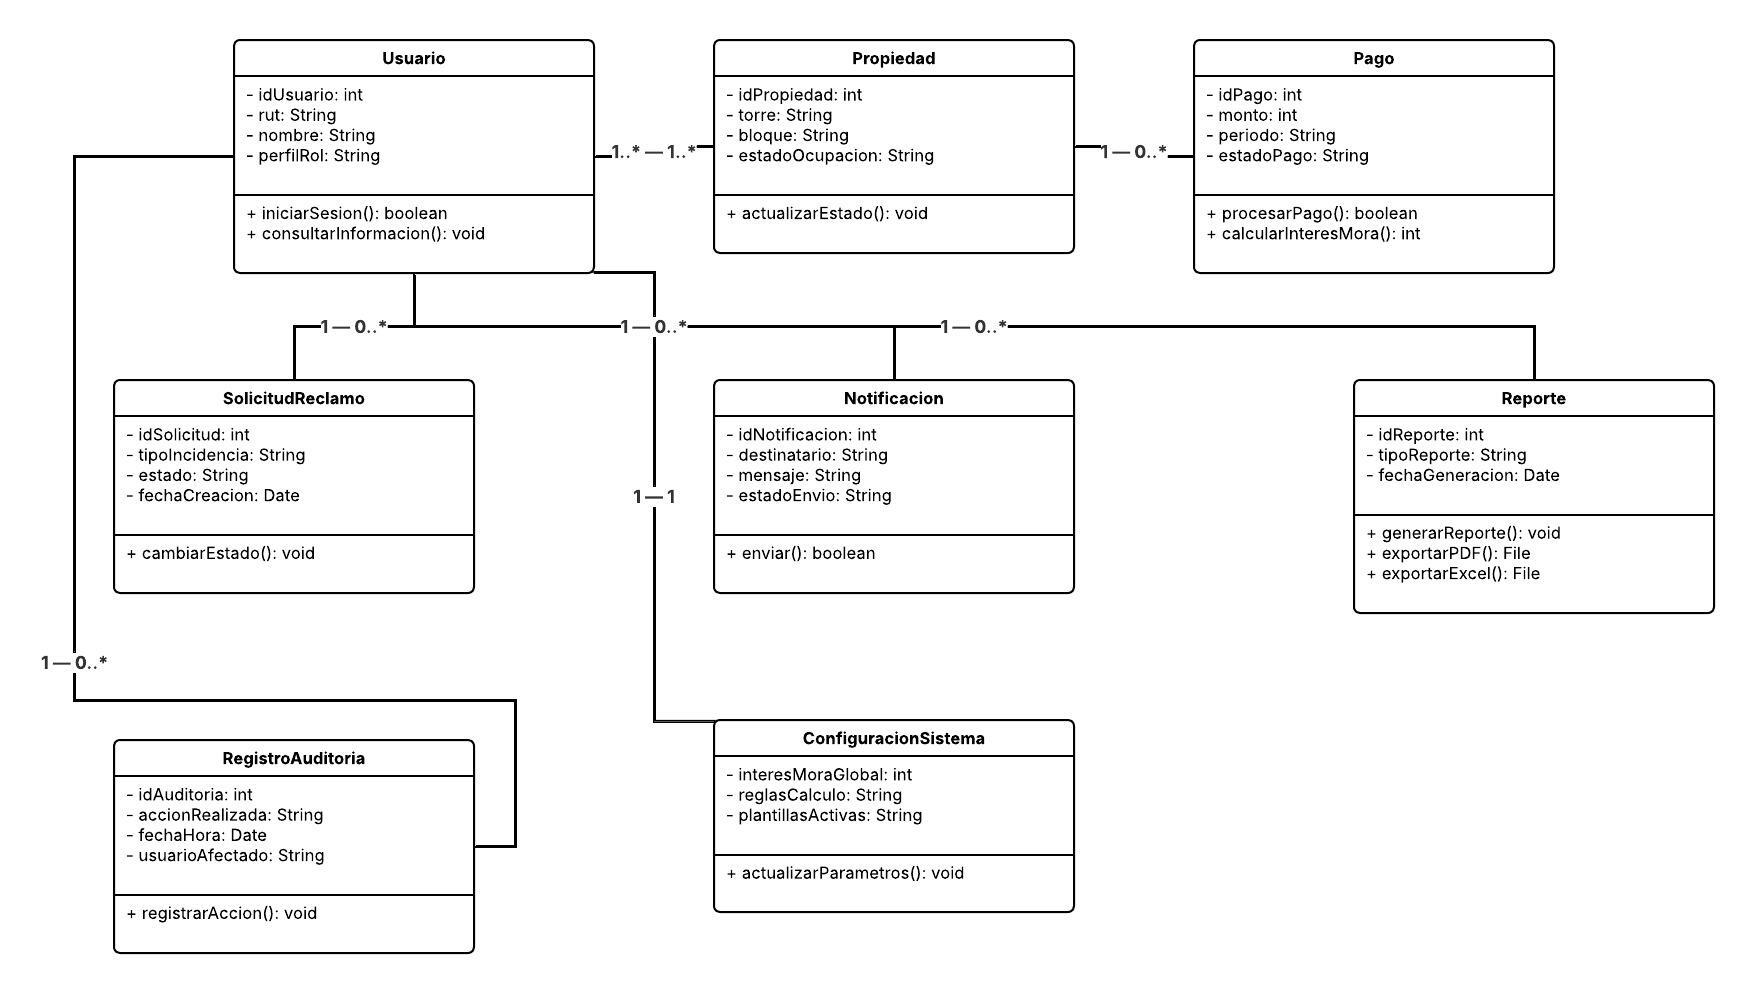 Usuario
- idUsuario: int
- rut: String
- nombre: String
- perfilRol: String
+ iniciarSesion(): boolean
+ consultarInformacion(): void
1..* — 1..*
Propiedad
- idPropiedad: int
- torre: String
- bloque: String
- estadoOcupacion: String
+ actualizarEstado(): void
1 — 0..*
Pago
- idPago: int
- monto: int
- periodo: String
- estadoPago: String
+ procesarPago(): boolean
+ calcularInteresMora(): int
1 — 0..*
1 — 0..*
1 — 0..*
SolicitudReclamo
- idSolicitud: int
- tipoIncidencia: String
- estado: String
- fechaCreacion: Date
+ cambiarEstado(): void
1 — 1
Notificacion
- idNotificacion: int
- destinatario: String
- mensaje: String
- estadoEnvio: String
+ enviar(): boolean
Reporte
- idReporte: int
- tipoReporte: String
- fechaGeneracion: Date
+ generarReporte(): void
+ exportarPDF(): File
+ exportarExcel(): File
1 — 0..*
RegistroAuditoria
- idAuditoria: int
- accionRealizada: String
- fechaHora: Date
- usuarioAfectado: String
+ registrarAccion(): void
ConfiguracionSistema
- interesMoraGlobal: int
- reglasCalculo: String
- plantillasActivas: String
+ actualizarParametros(): void